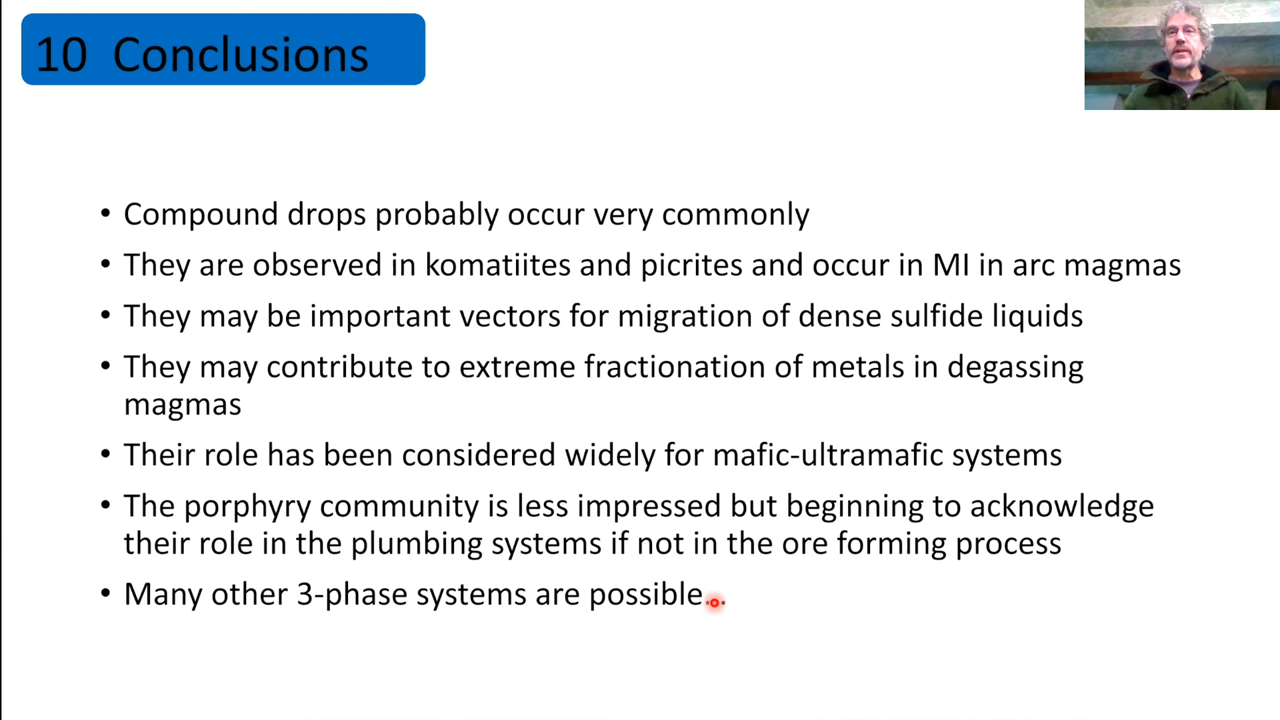 10 Conclusions
• Compound drops probably occur very commonly
• They are observed in komatiites and picrites and occur in MI in arc magmas
• They may be important vectors for migration of dense sulfide liquids
• They may contribute to extreme fractionation of metals in degassing
magmas
• Their role has been considered widely for mafic-ultramafic systems
• The porphyry community is less impressed but beginning to acknowledge
their role in the plumbing systems if not in the ore forming process
• Many other 3-phase systems are possible...